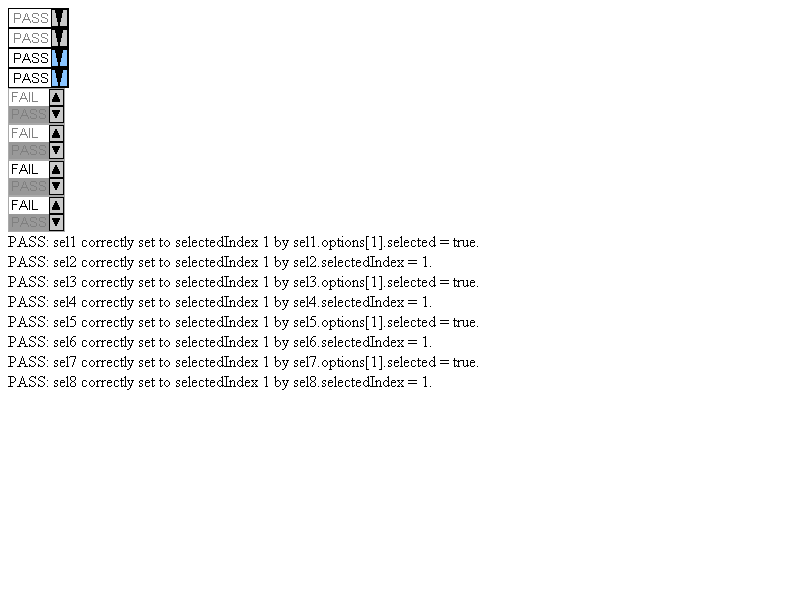 PASS
PASS
PASS
PASS
FAIL
PASS
FAIL
PASS
FAIL
PASS
FAIL
PASS
PASS: sel1 correctly set to selectedIndex 1 by sel1.options[1].selected = true.
PASS: sel2 correctly set to selectedIndex 1 by sel2.selectedIndex = 1.
PASS: sel3 correctly set to selectedIndex 1 by sel3.options[1].selected = true.
PASS: sel4 correctly set to selectedIndex 1 by sel4.selectedIndex = 1.
PASS: sel5 correctly set to selectedIndex 1 by sel5.options[1].selected = true.
PASS: sel6 correctly set to selectedIndex 1 by sel6.selectedIndex = 1.
PASS: sel7 correctly set to selectedIndex 1 by sel7.options[1].selected = true.
PASS: sel8 correctly set to selectedIndex 1 by sel8.selectedIndex = 1.